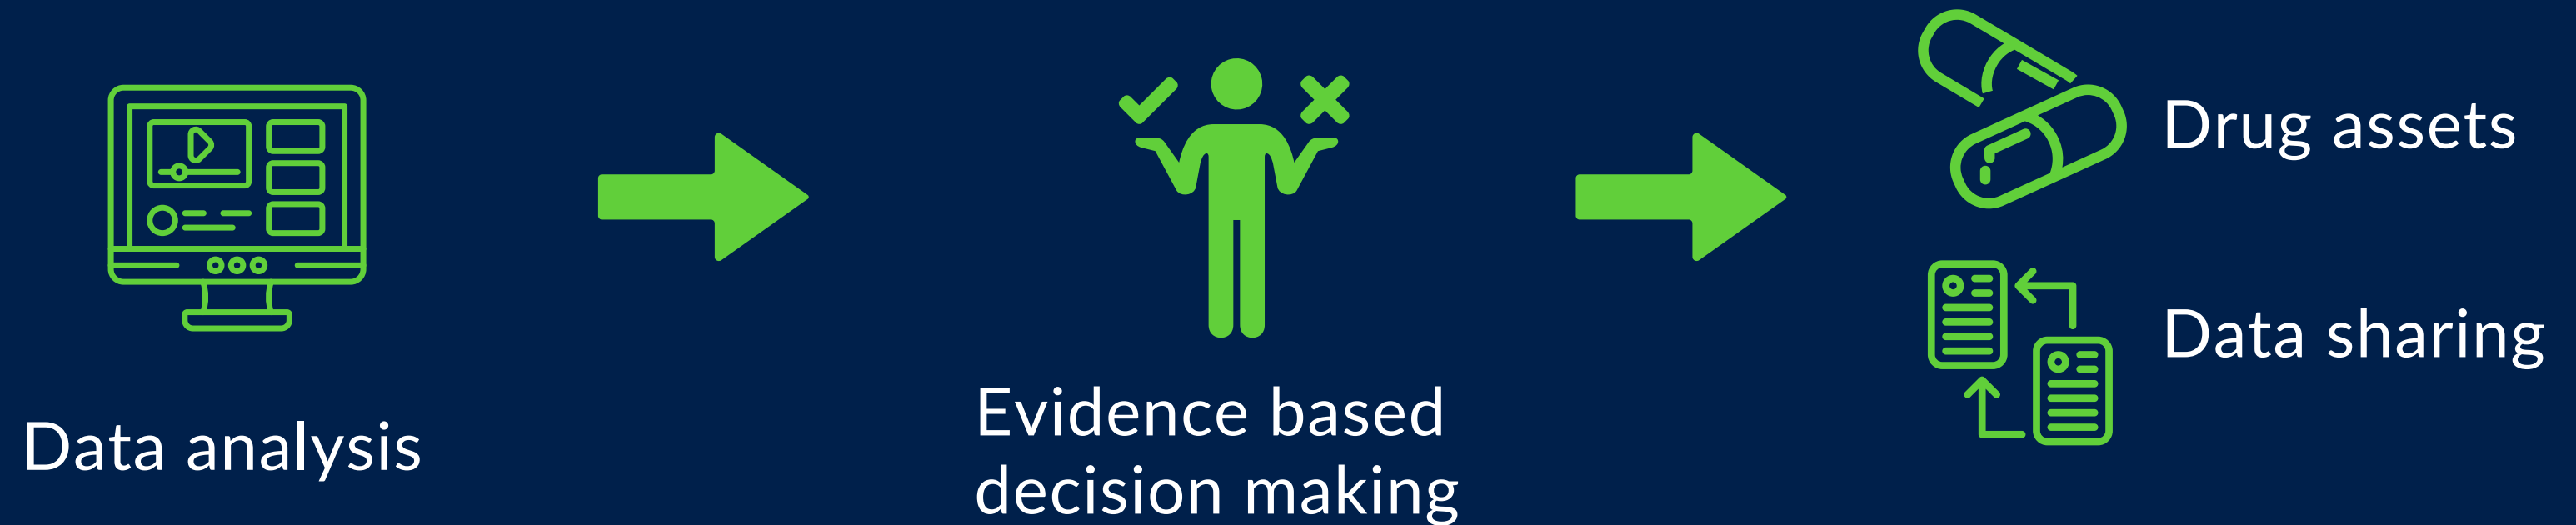 Data analysis
Evidence based
decision making
Drug assets
Data sharing